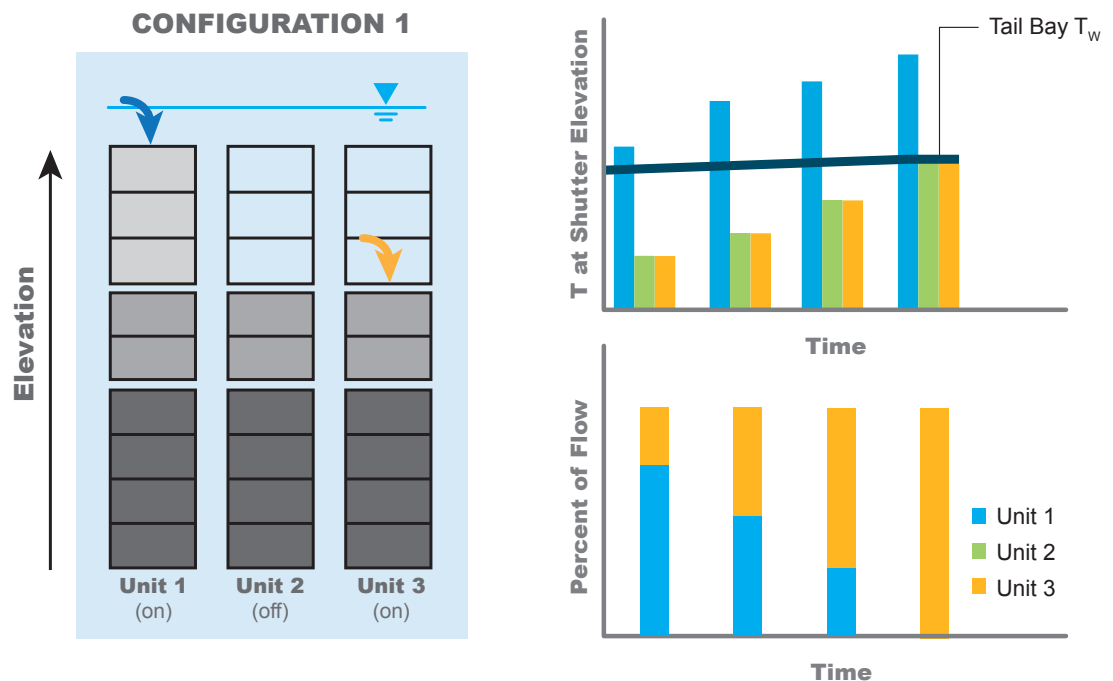 CONFIGURATION 1
Elevation
Unit 1
(on)
Unit 2
(off)
Unit 3
(on)
Tail Bay Tw
T at Shutter Elevation
Time
Percent of Flow
Unit 1
Unit 2
Unit 3
Time